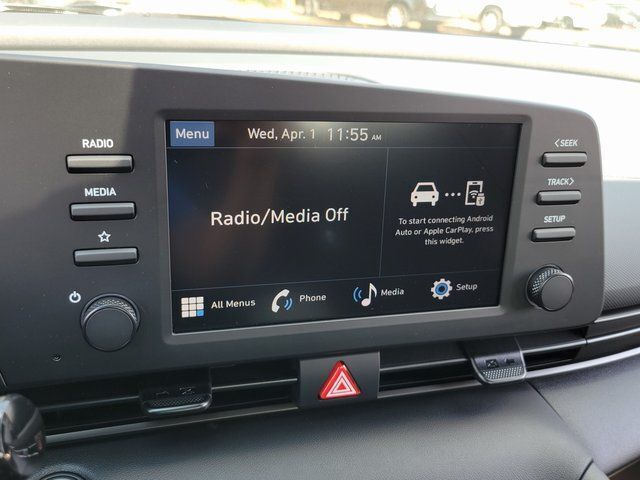 RADIO
MEDIA
Menu
Wed, Apr. 1 11:55 AM
Radio/Media Off
To start connecting Android
Auto or Apple CarPlay, press
this widget.
All Menus
Phone
Media
Setup
<SEEK
TRACK>
SETUP